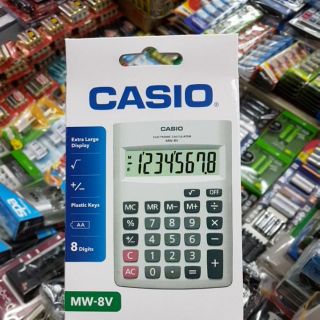 CASIO®
Extra Large
Display
√
+/−
Plastic Keys
AA
8 Digits
MW-8V
CASIO
ELECTRONIC CALCULATOR
MW-8V
12345678
√ OFF
MC MR M− M+ ÷
% 7 8 9 ×
+/− 4 5 6 −
C 1 2 3 +
AC 0 . =